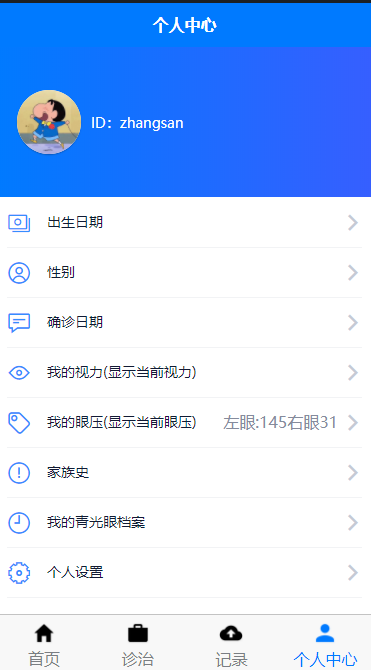 个人中心
ID：zhangsan
出生日期
性别
确诊日期
我的视力(显示当前视力)
我的眼压(显示当前眼压) 左眼:145右眼31
家族史
我的青光眼档案
个人设置
首页 诊治 记录 个人中心